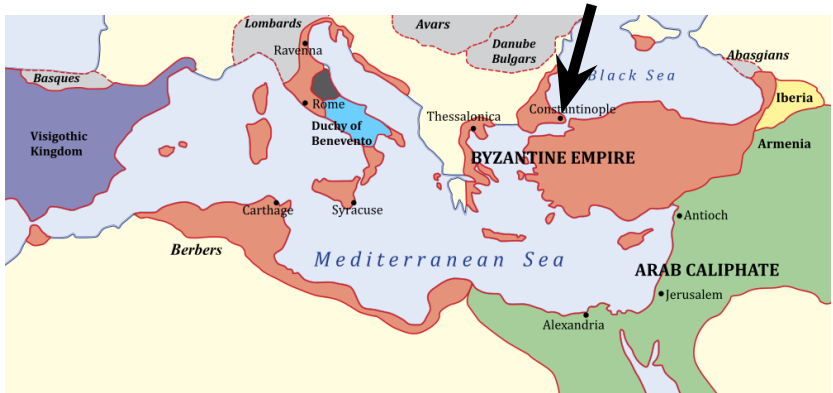 Lombards
Avars
Ravenna
Danube
Bulgars
Abasgians
Basques
Black Sea
Iberia
Rome
Constantinople
Thessalonica
Duchy of
Benevento
Visigothic
Kingdom
Armenia
BYZANTINE EMPIRE
Carthage
Syracuse
Antioch
Berbers
Mediterranean Sea
ARAB CALIPHATE
Jerusalem
Alexandria